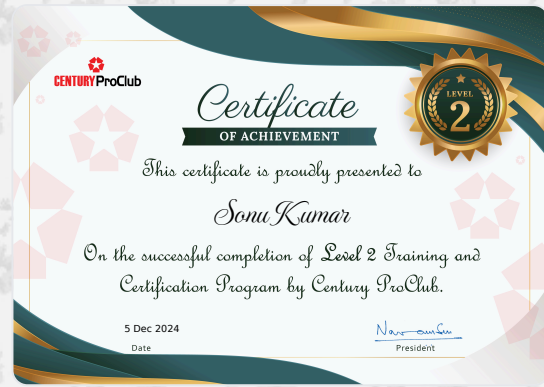 CENTURY ProClub
Certificate
OF ACHIEVEMENT
LEVEL
2
This certificate is proudly presented to
Sonu Kumar
On the successful completion of Level 2 Training and
Certification Program by Century ProClub.
5 Dec 2024
Date
President